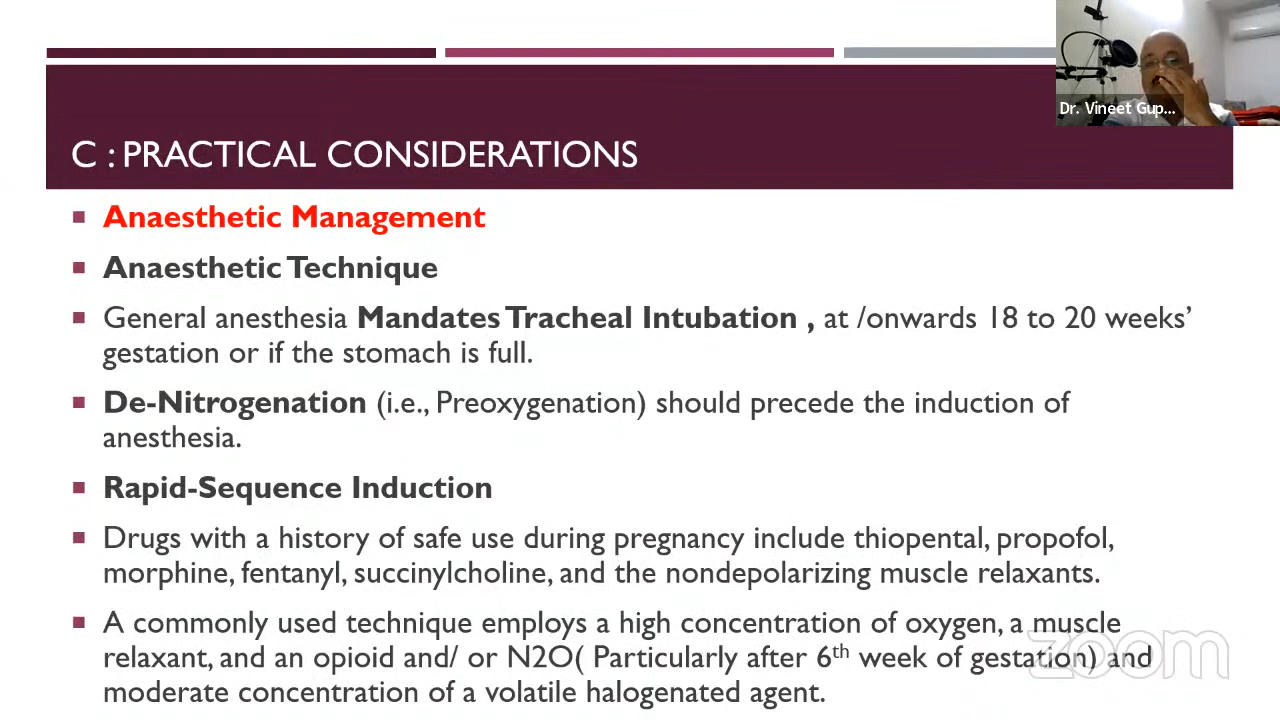 Dr. Vineet Gup...
C : PRACTICAL CONSIDERATIONS
Anaesthetic Management
Anaesthetic Technique
General anesthesia Mandates Tracheal Intubation , at /onwards 18 to 20 weeks’
gestation or if the stomach is full.
De-Nitrogenation (i.e., Preoxygenation) should precede the induction of
anesthesia.
Rapid-Sequence Induction
Drugs with a history of safe use during pregnancy include thiopental, propofol,
morphine, fentanyl, succinylcholine, and the nondepolarizing muscle relaxants.
A commonly used technique employs a high concentration of oxygen, a muscle
relaxant, and an opioid and/ or N2O( Particularly after 6th week of gestation) and
moderate concentration of a volatile halogenated agent.
zoom